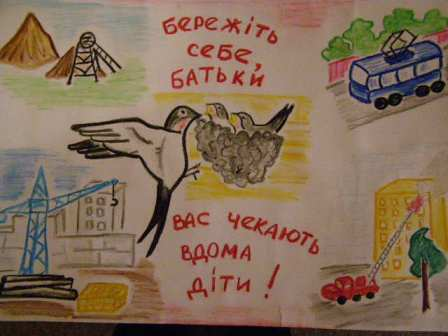 Бережіть
себе,
батьки
Вас чекають
вдома
діти!